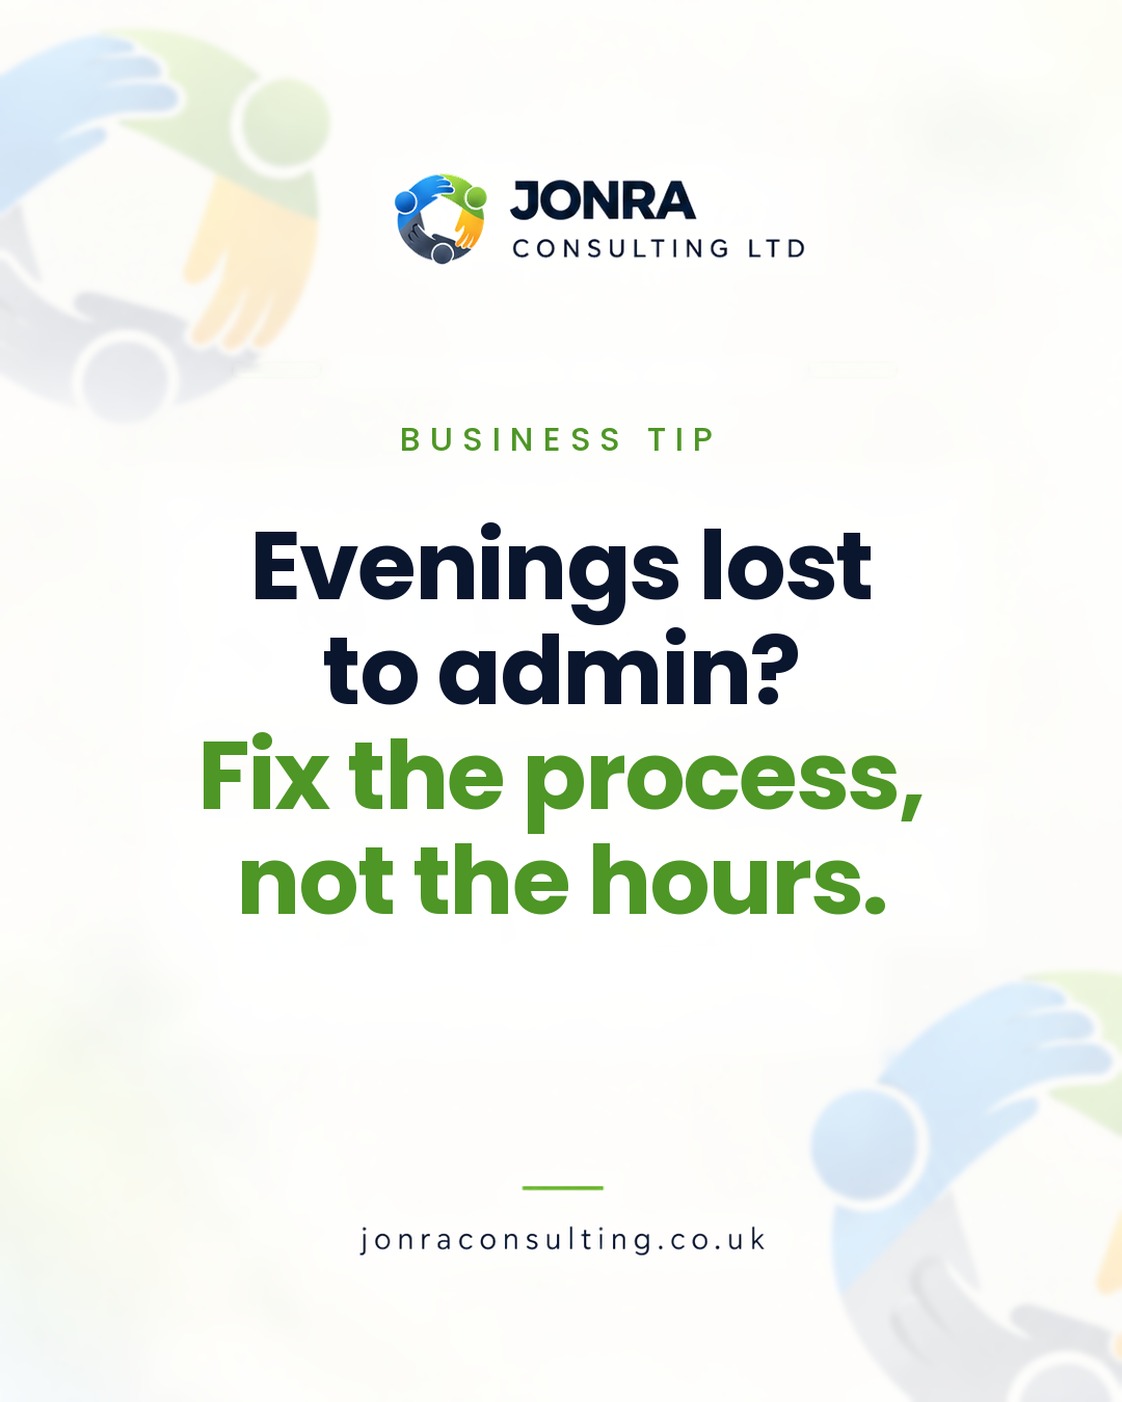 JONRA
CONSULTING LTD
BUSINESS TIP
Evenings lost
to admin?
Fix the process,
not the hours.
jonraconsulting.co.uk